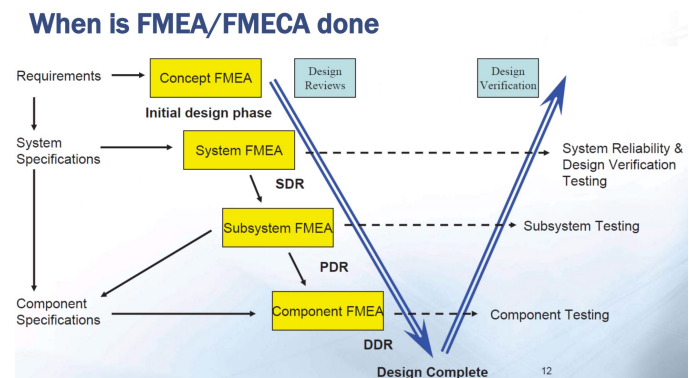 When is FMEA/FMECA done
Requirements
Concept FMEA
Design
Reviews
Design
Verification
Initial design phase
System
Specifications
System FMEA
System Reliability &
Design Verification
Testing
SDR
Subsystem FMEA
Subsystem Testing
PDR
Component
Specifications
Component FMEA
Component Testing
DDR
Design Complete
12